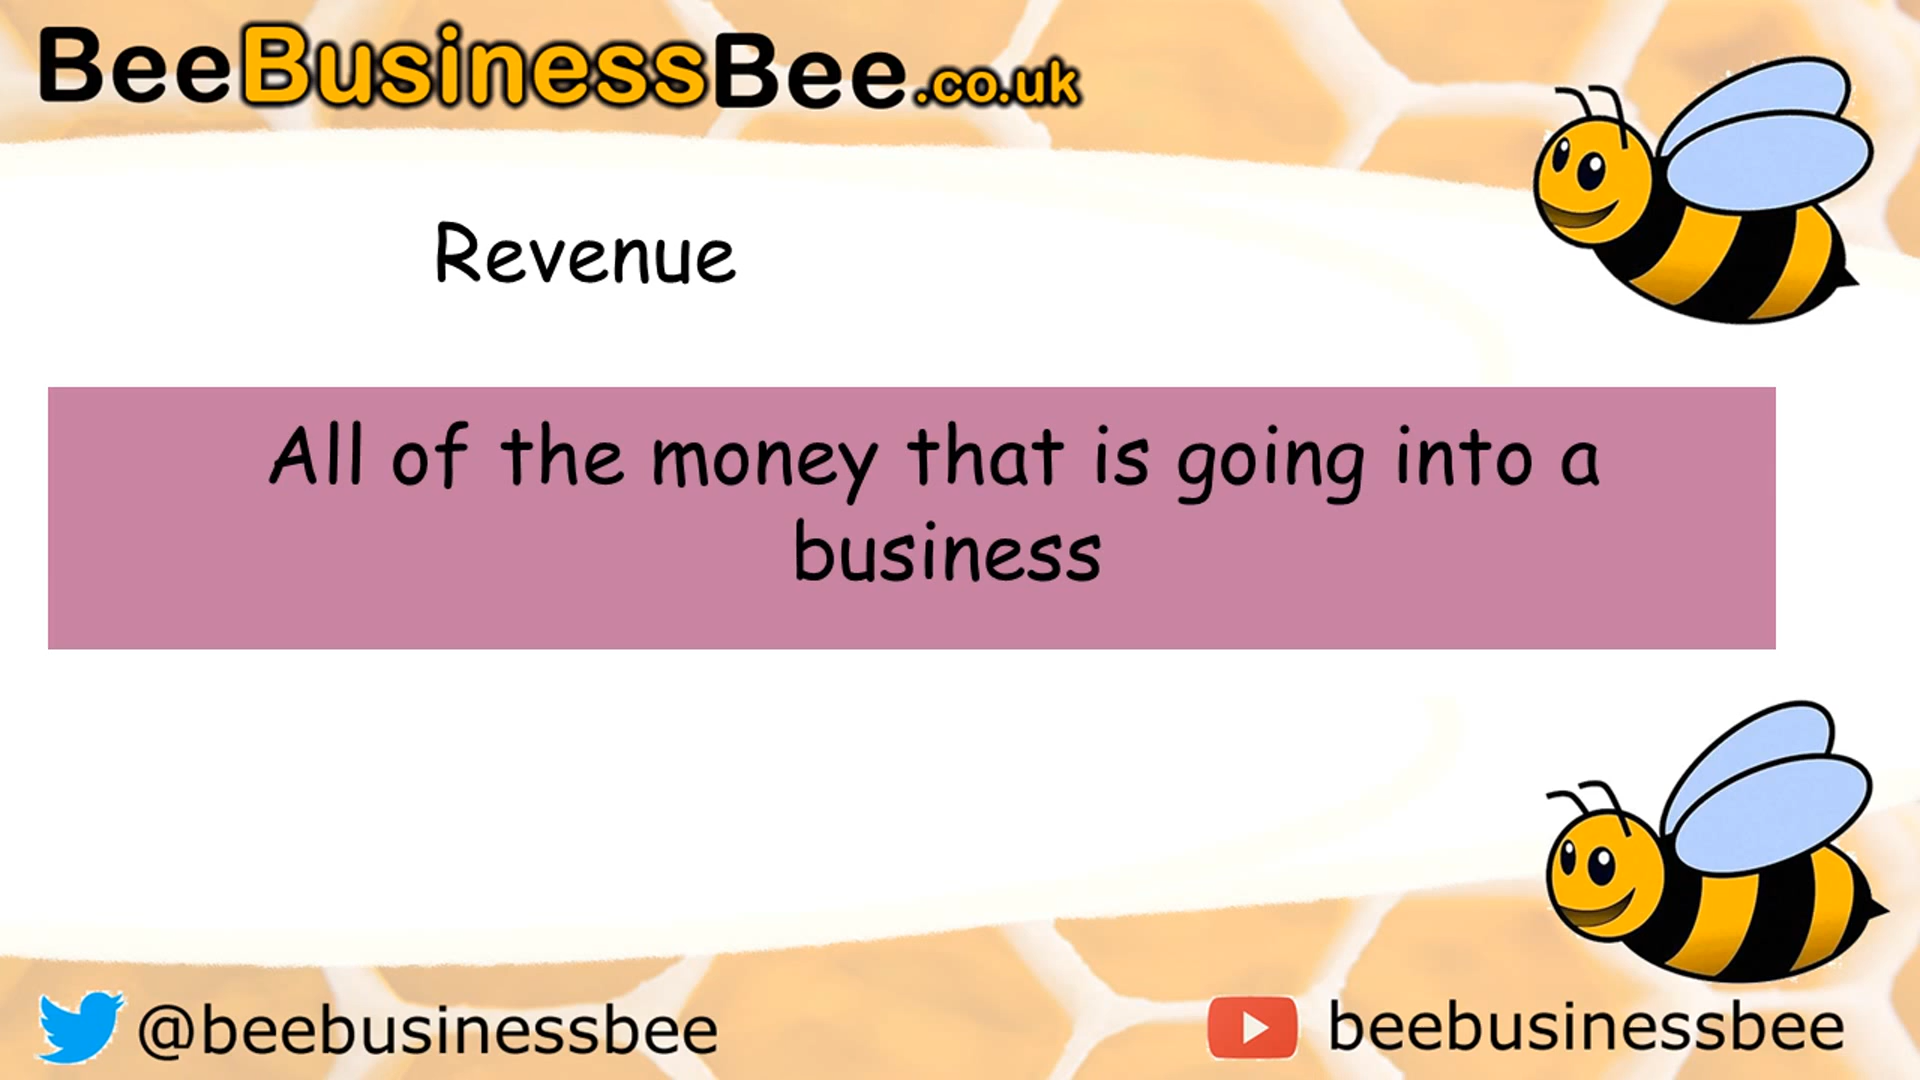 BeeBusinessBee.co.uk
Revenue
All of the money that is going into a
business
@beebusinessbee
beebusinessbee